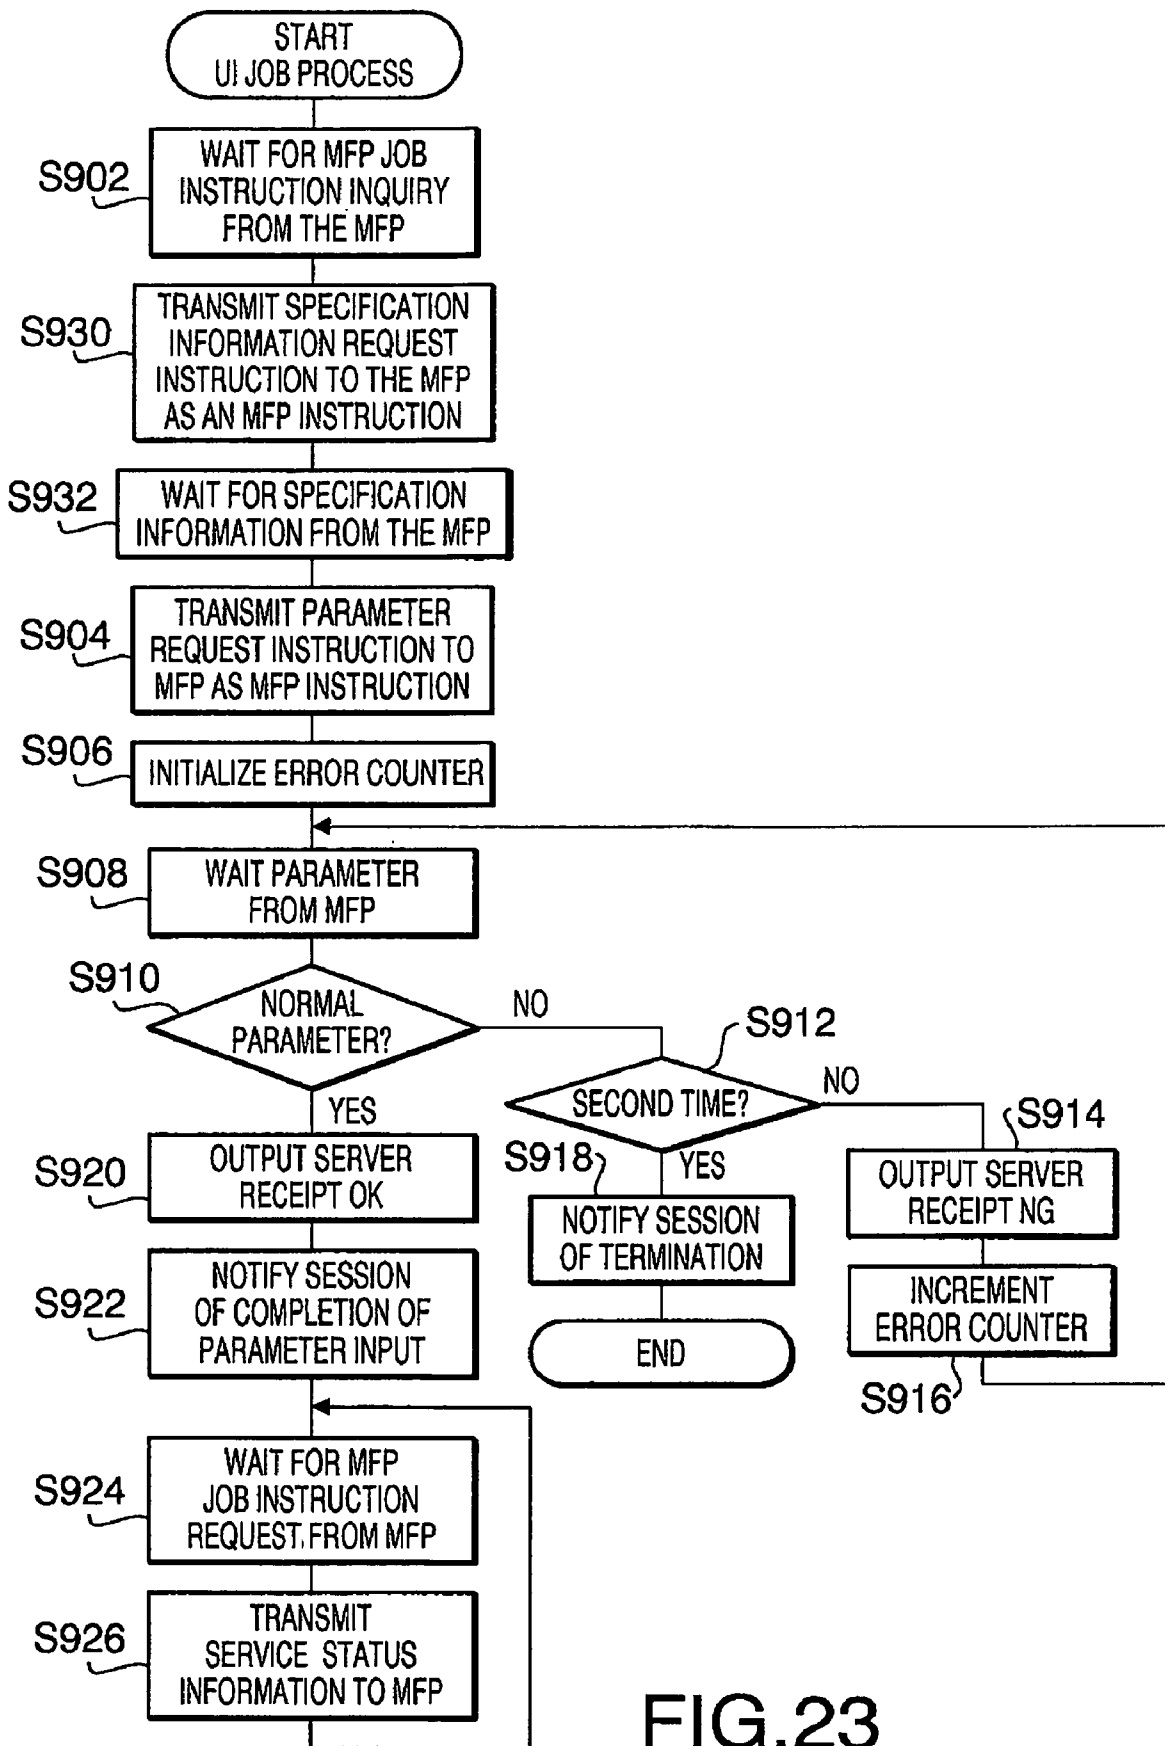 START
UI JOB PROCESS
S902
WAIT FOR MFP JOB
INSTRUCTION INQUIRY
FROM THE MFP
S930
TRANSMIT SPECIFICATION
INFORMATION REQUEST
INSTRUCTION TO THE MFP
AS AN MFP INSTRUCTION
S932
WAIT FOR SPECIFICATION
INFORMATION FROM THE MFP
S904
TRANSMIT PARAMETER
REQUEST INSTRUCTION TO
MFP AS MFP INSTRUCTION
S906
INITIALIZE ERROR COUNTER
S908
WAIT PARAMETER
FROM MFP
S910
NORMAL
PARAMETER?
NO
YES
S912
SECOND TIME?
NO
YES
S914
OUTPUT SERVER
RECEIPT NG
INCREMENT
ERROR COUNTER
S916
S918
NOTIFY SESSION
OF TERMINATION
END
S920
OUTPUT SERVER
RECEIPT OK
S922
NOTIFY SESSION
OF COMPLETION OF
PARAMETER INPUT
S924
WAIT FOR MFP
JOB INSTRUCTION
REQUEST FROM MFP
S926
TRANSMIT
SERVICE STATUS
INFORMATION TO MFP
FIG.23